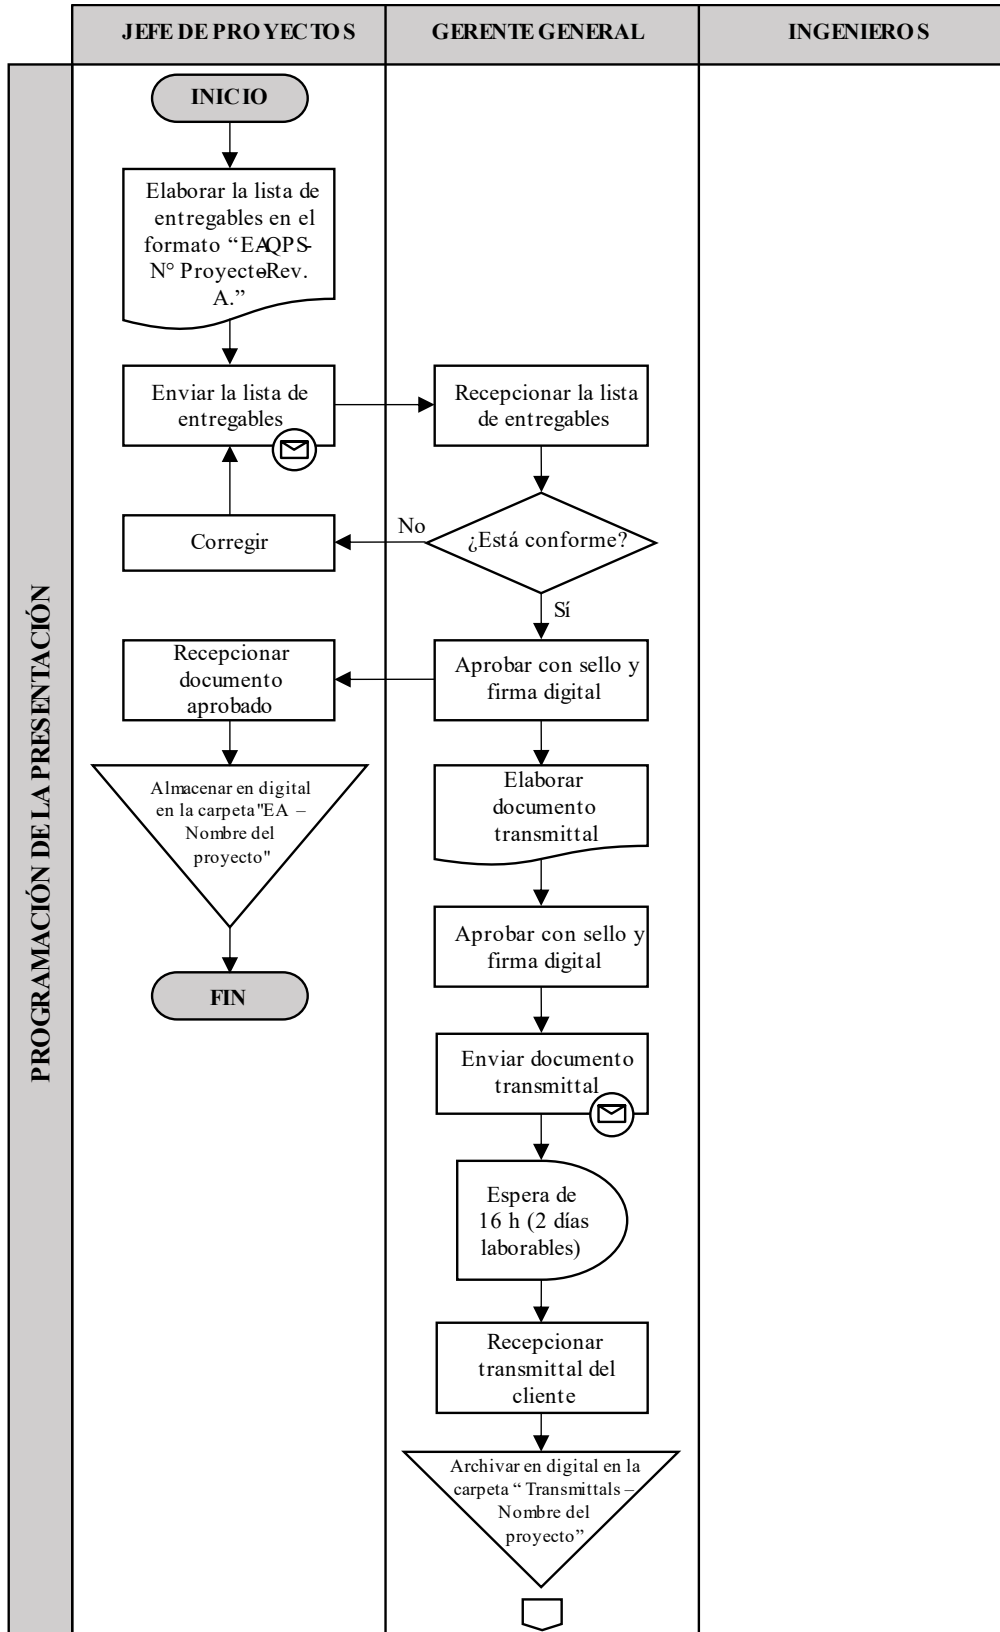 JEFE DE PROYECTOS
GERENTE GENERAL
INGENIEROS
PROGRAMACIÓN DE LA PRESENTACIÓN
INICIO
Elaborar la lista de
entregables en el
formato “EAQPS-
N° ProyectoRev.
A.”
Enviar la lista de
entregables
Recepcionar la lista
de entregables
¿Está conforme?
No
Corregir
Sí
Aprobar con sello y
firma digital
Recepcionar
documento
aprobado
Almacenar en digital
en la carpeta"EA –
Nombre del
proyecto"
FIN
Elaborar
documento
transmittal
Aprobar con sello y
firma digital
Enviar documento
transmittal
Espera de
16 h (2 días
laborables)
Recepcionar
transmittal del
cliente
Archivar en digital en la
carpeta “ Transmittals –
Nombre del
proyecto”